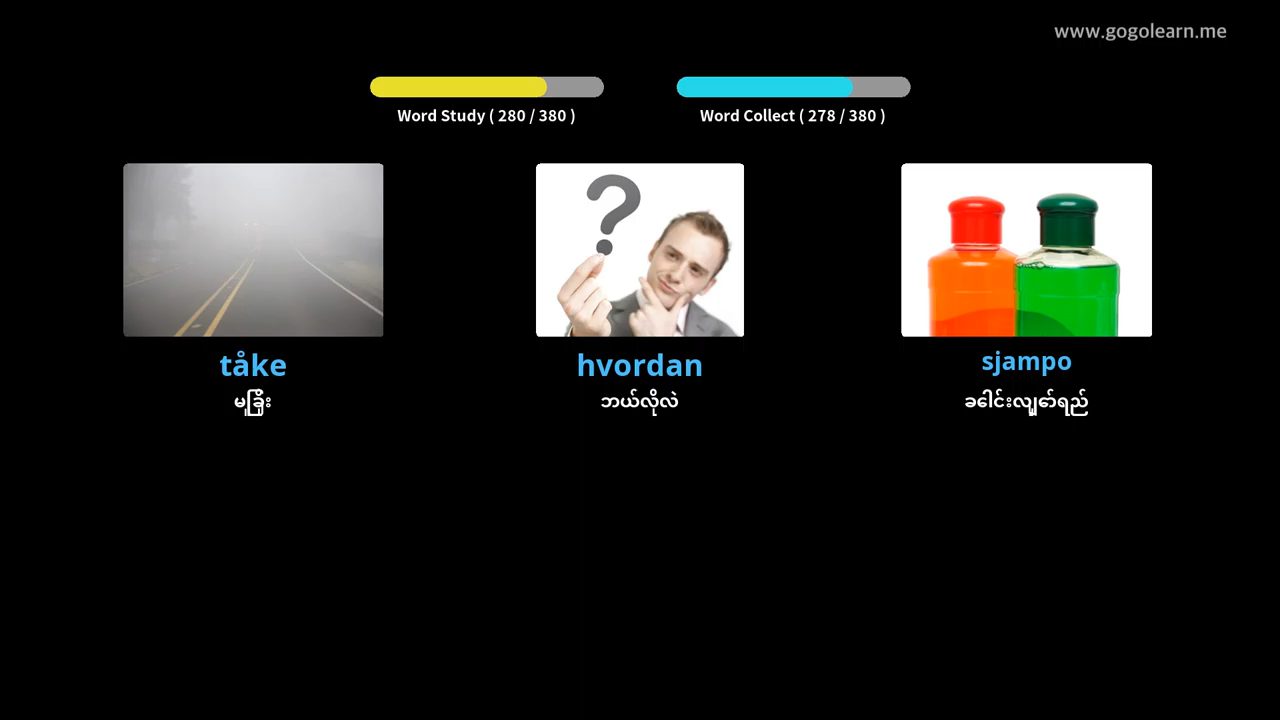 www.gogolearn.me
Word Study ( 280 / 380 )
Word Collect ( 278 / 380 )
tåke
hvordan
sjampo
မခြိုး
ဘယ်လိုလဲ
ခေါင်းလျှော်ရည်